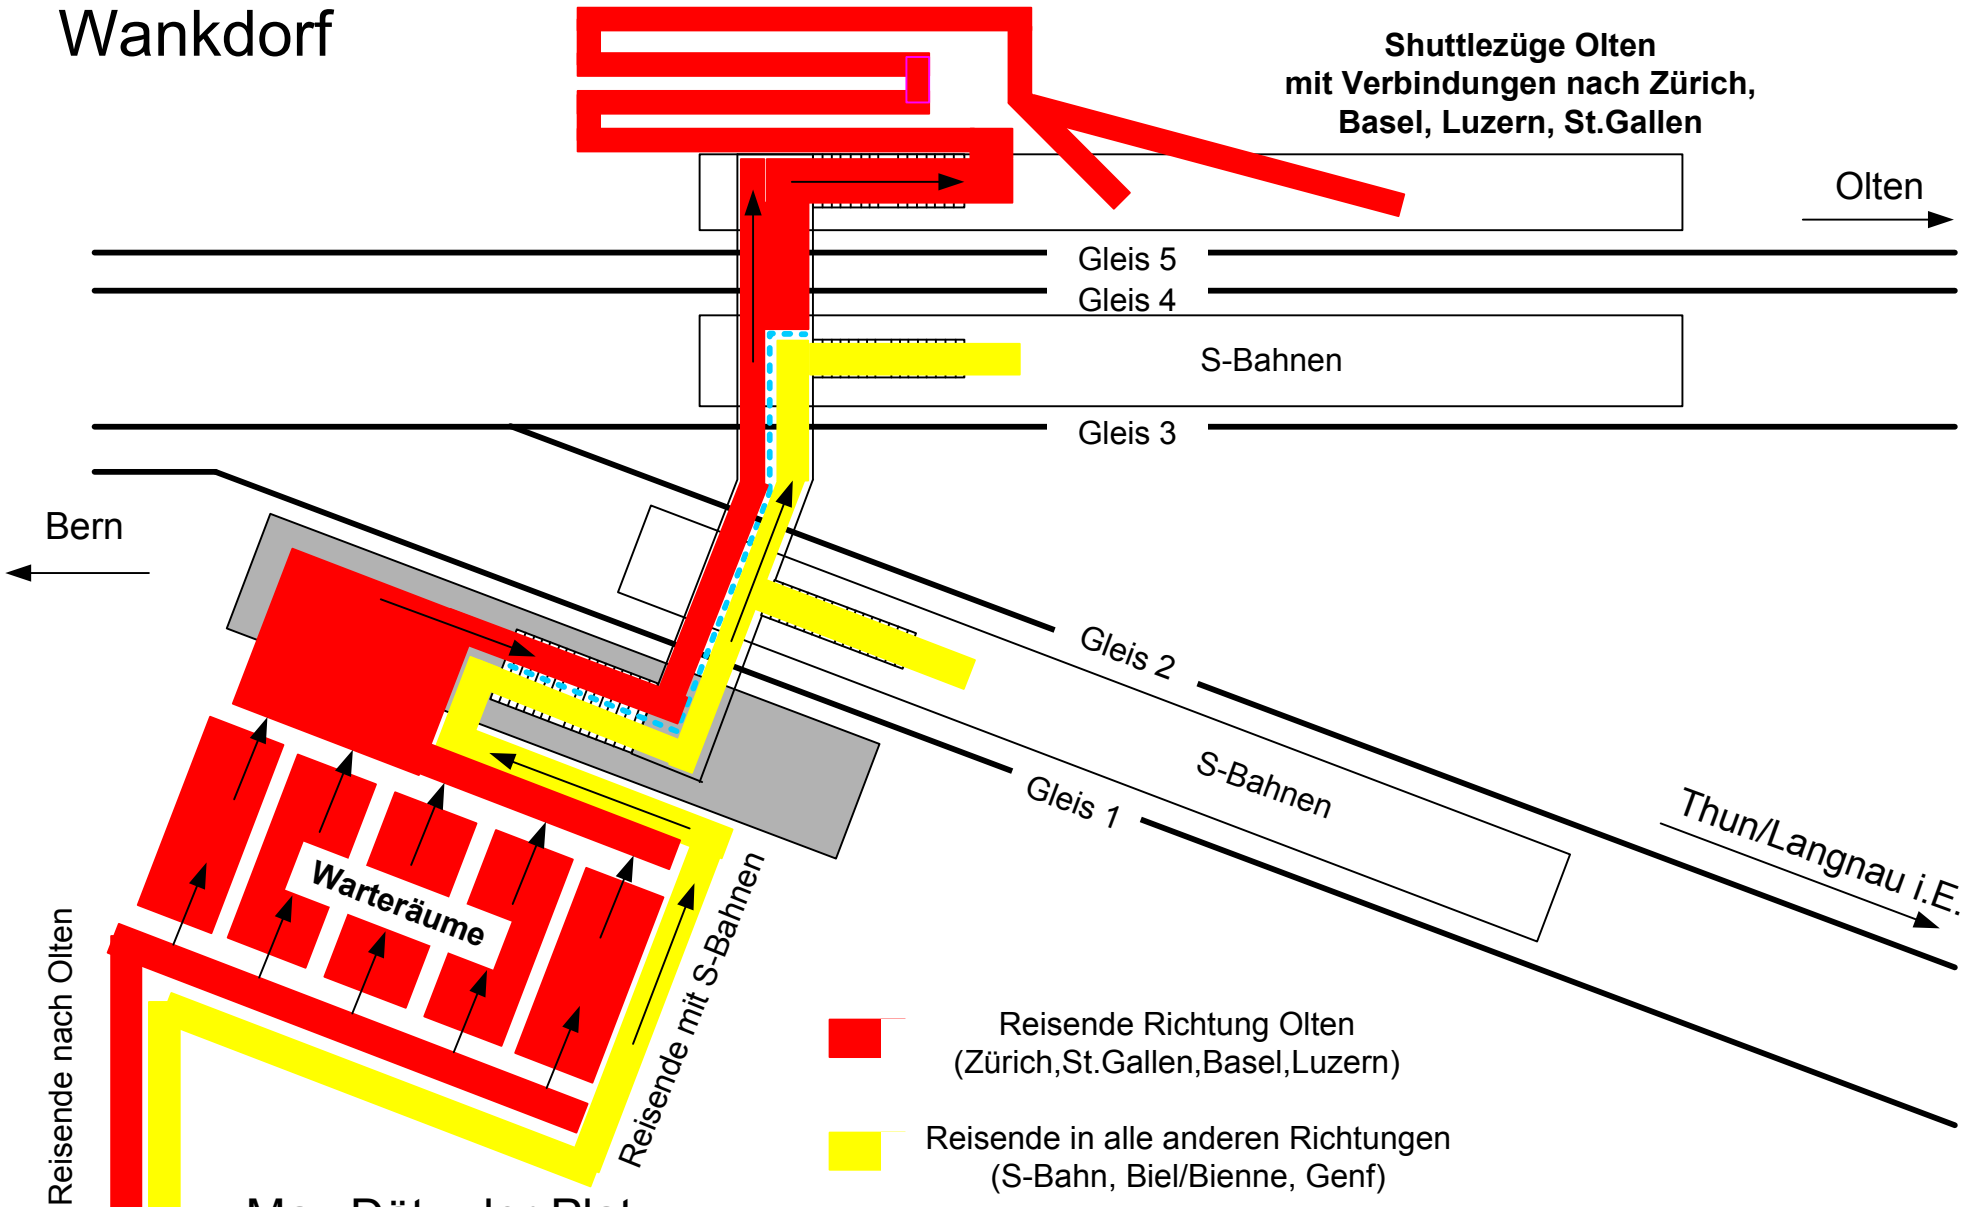 Wankdorf
Shuttlezüge Olten
mit Verbindungen nach Zürich,
Basel, Luzern, St.Gallen
Olten
Gleis 5
Gleis 4
S-Bahnen
Gleis 3
Bern
Gleis 2
S-Bahnen
Gleis 1
Thun/Langnau i.E.
Warteräume
Reisende nach Olten
Reisende mit S-Bahnen
Reisende Richtung Olten
(Zürich,St.Gallen,Basel,Luzern)
Reisende in alle anderen Richtungen
(S-Bahn, Biel/Bienne, Genf)